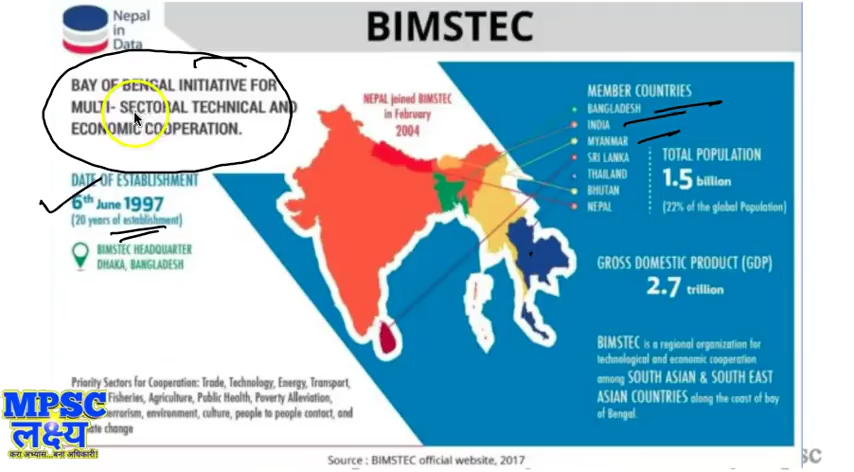 Nepal
in
Data
BIMSTEC
BAY OF BENGAL INITIATIVE FOR
MULTI- SECTORAL TECHNICAL AND
ECONOMIC COOPERATION.
NEPAL joined BIMSTEC
in February
2004
DATE OF ESTABLISHMENT
6th June 1997
(20 years of establishment)
BIMSTEC HEADQUARTER
DHAKA, BANGLADESH
MEMBER COUNTRIES
BANGLADESH
INDIA
MYANMAR
SRI LANKA
THAILAND
BHUTAN
NEPAL
TOTAL POPULATION
1.5 billion
(22% of the global Population)
GROSS DOMESTIC PRODUCT (GDP)
2.7 trillion
BIMSTEC is a regional organization for
technological and economic cooperation
among SOUTH ASIAN & SOUTH EAST
ASIAN COUNTRIES along the coast of bay
of Bengal.
Priority Sectors for Cooperation: Trade, Technology, Energy, Transport,
Fisheries, Agriculture, Public Health, Poverty Alleviation,
environment, culture, people to people contact, and
change
MPSC
लक्ष्य
करा अभ्यास...बना अधिकारी!
Source : BIMSTEC official website, 2017